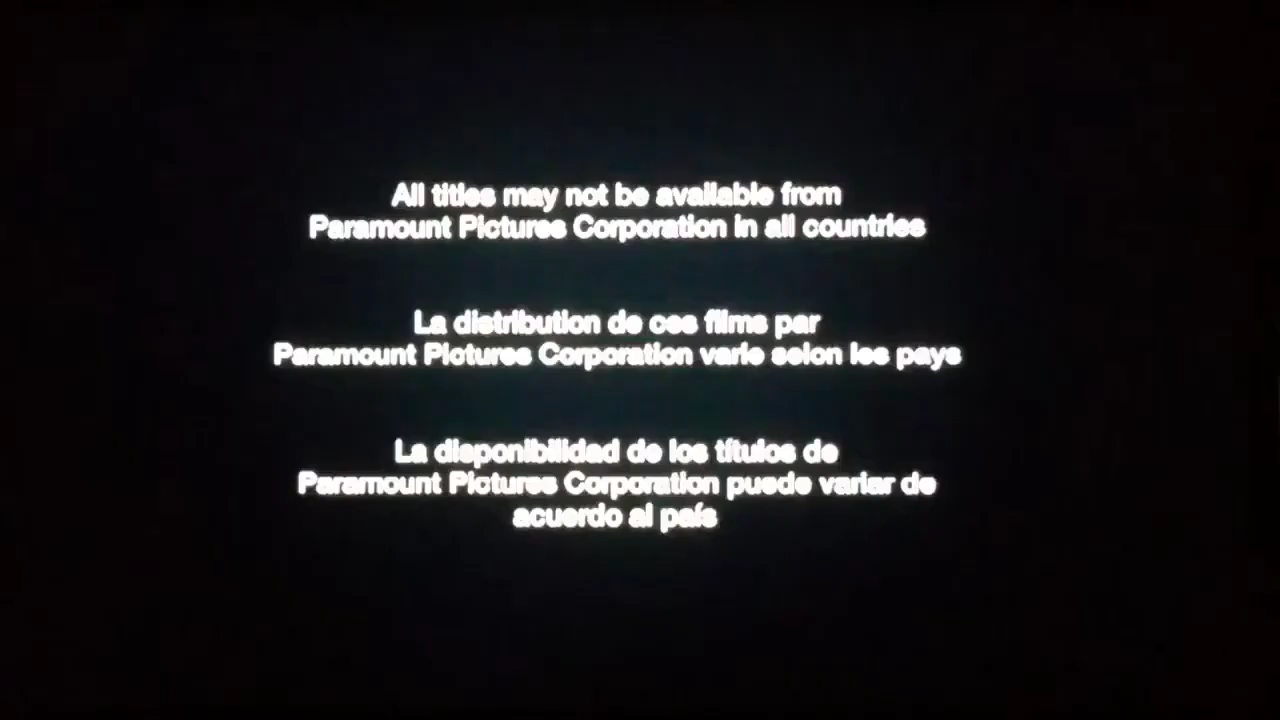 All titles may not be available from
Paramount Pictures Corporation in all countries
La distribution de ces films par
Paramount Pictures Corporation varie selon les pays
La disponibilidad de los títulos de
Paramount Pictures Corporation puede variar de
acuerdo al país